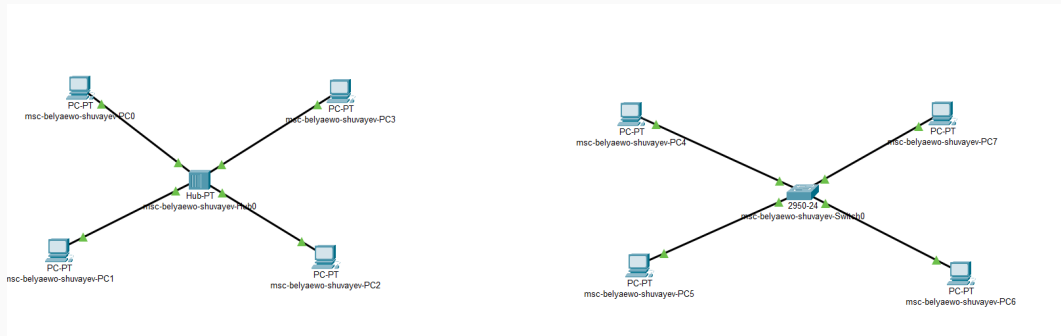 PC-PT
msc-belyaewo-shuvayev-PC0
PC-PT
msc-belyaewo-shuvayev-PC3
Hub-PT
msc-belyaewo-shuvayev-Hub0
PC-PT
msc-belyaewo-shuvayev-PC1
PC-PT
msc-belyaewo-shuvayev-PC2
PC-PT
msc-belyaewo-shuvayev-PC4
PC-PT
msc-belyaewo-shuvayev-PC7
2950-24
msc-belyaewo-shuvayev-Switch0
PC-PT
msc-belyaewo-shuvayev-PC5
PC-PT
msc-belyaewo-shuvayev-PC6